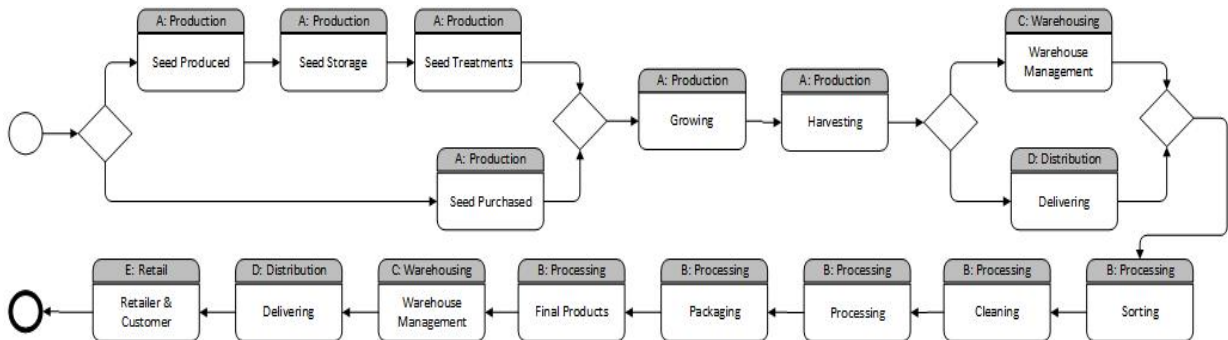 A: Production
Seed Produced
A: Production
Seed Storage
A: Production
Seed Treatments
A: Production
Seed Purchased
A: Production
Growing
A: Production
Harvesting
C: Warehousing
Warehouse
Management
D: Distribution
Delivering
B: Processing
Sorting
B: Processing
Cleaning
B: Processing
Processing
B: Processing
Packaging
B: Processing
Final Products
C: Warehousing
Warehouse
Management
D: Distribution
Delivering
E: Retail
Retailer &
Customer